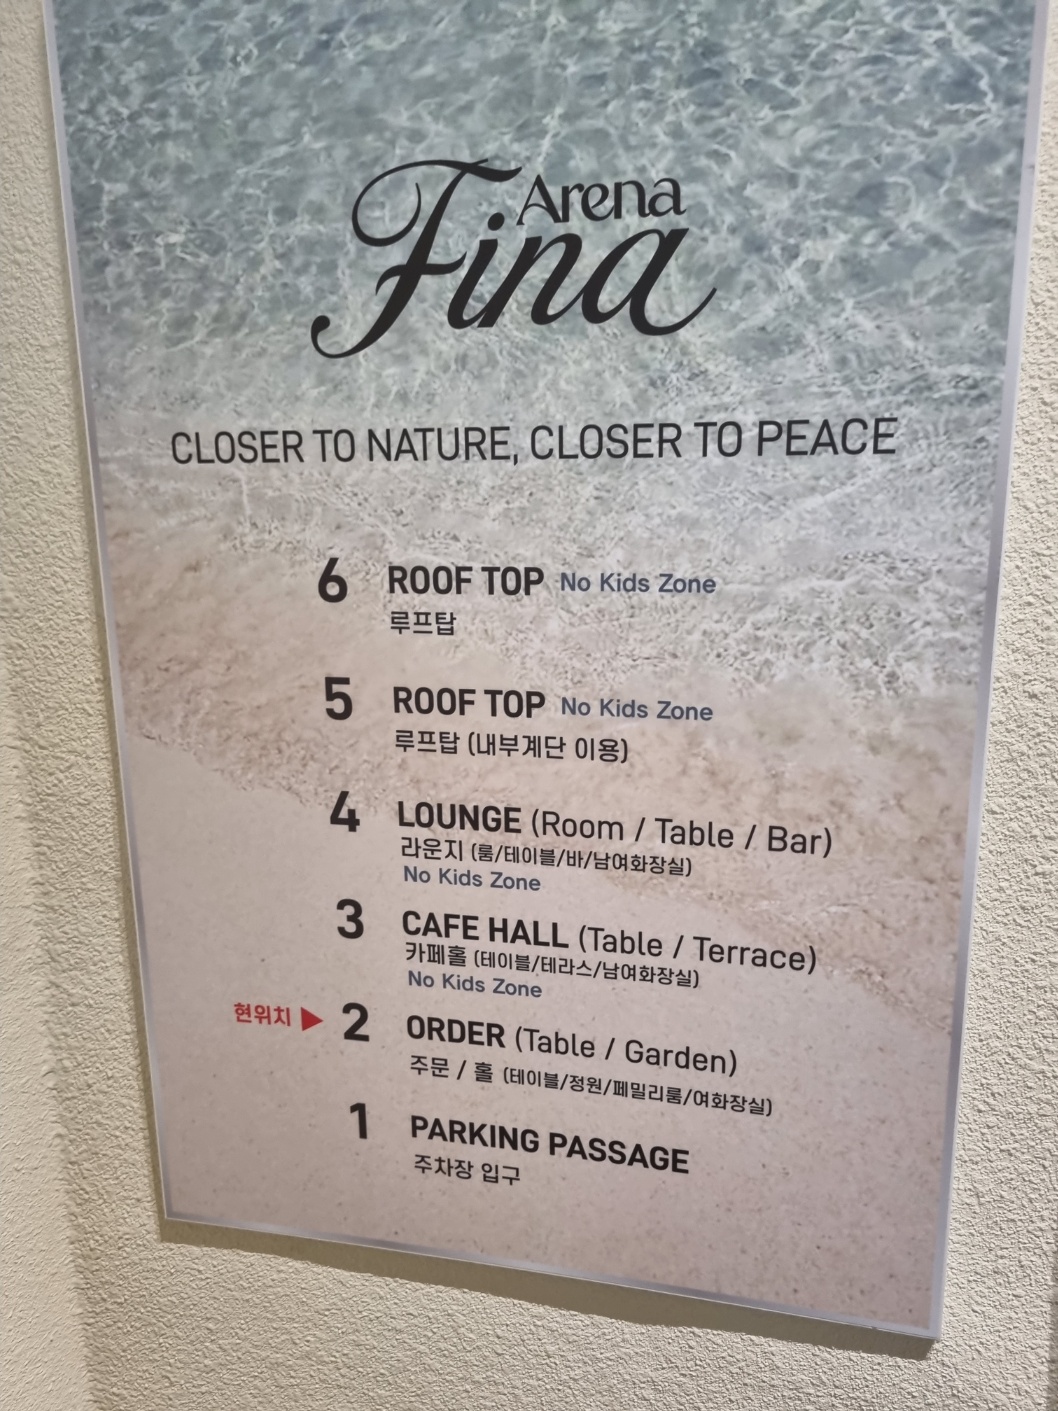 Arena
Fina
CLOSER TO NATURE, CLOSER TO PEACE
6 ROOF TOP No Kids Zone
루프탑
5 ROOF TOP No Kids Zone
루프탑 (내부계단 이용)
4 LOUNGE (Room / Table / Bar)
라운지 (룸/테이블/바/남여화장실)
No Kids Zone
3 CAFE HALL (Table / Terrace)
카페홀 (테이블/테라스/남여화장실)
No Kids Zone
현위치 ▶ 2 ORDER (Table / Garden)
주문 / 홀 (테이블/정원/페밀리룸/여화장실)
1 PARKING PASSAGE
주차장 입구